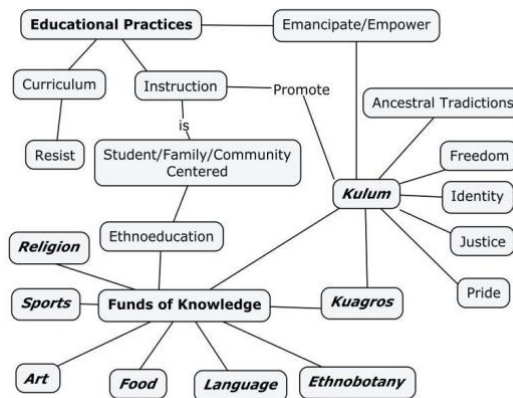 Educational Practices
Emancipate/Empower
Curriculum
Instruction
Promote
Ancestral Traditions
is
Resist
Student/Family/Community
Centered
Freedom
Kulum
Identity
Ethnoeducation
Justice
Religion
Pride
Sports
Funds of Knowledge
Kuagros
Art
Food
Language
Ethnobotany